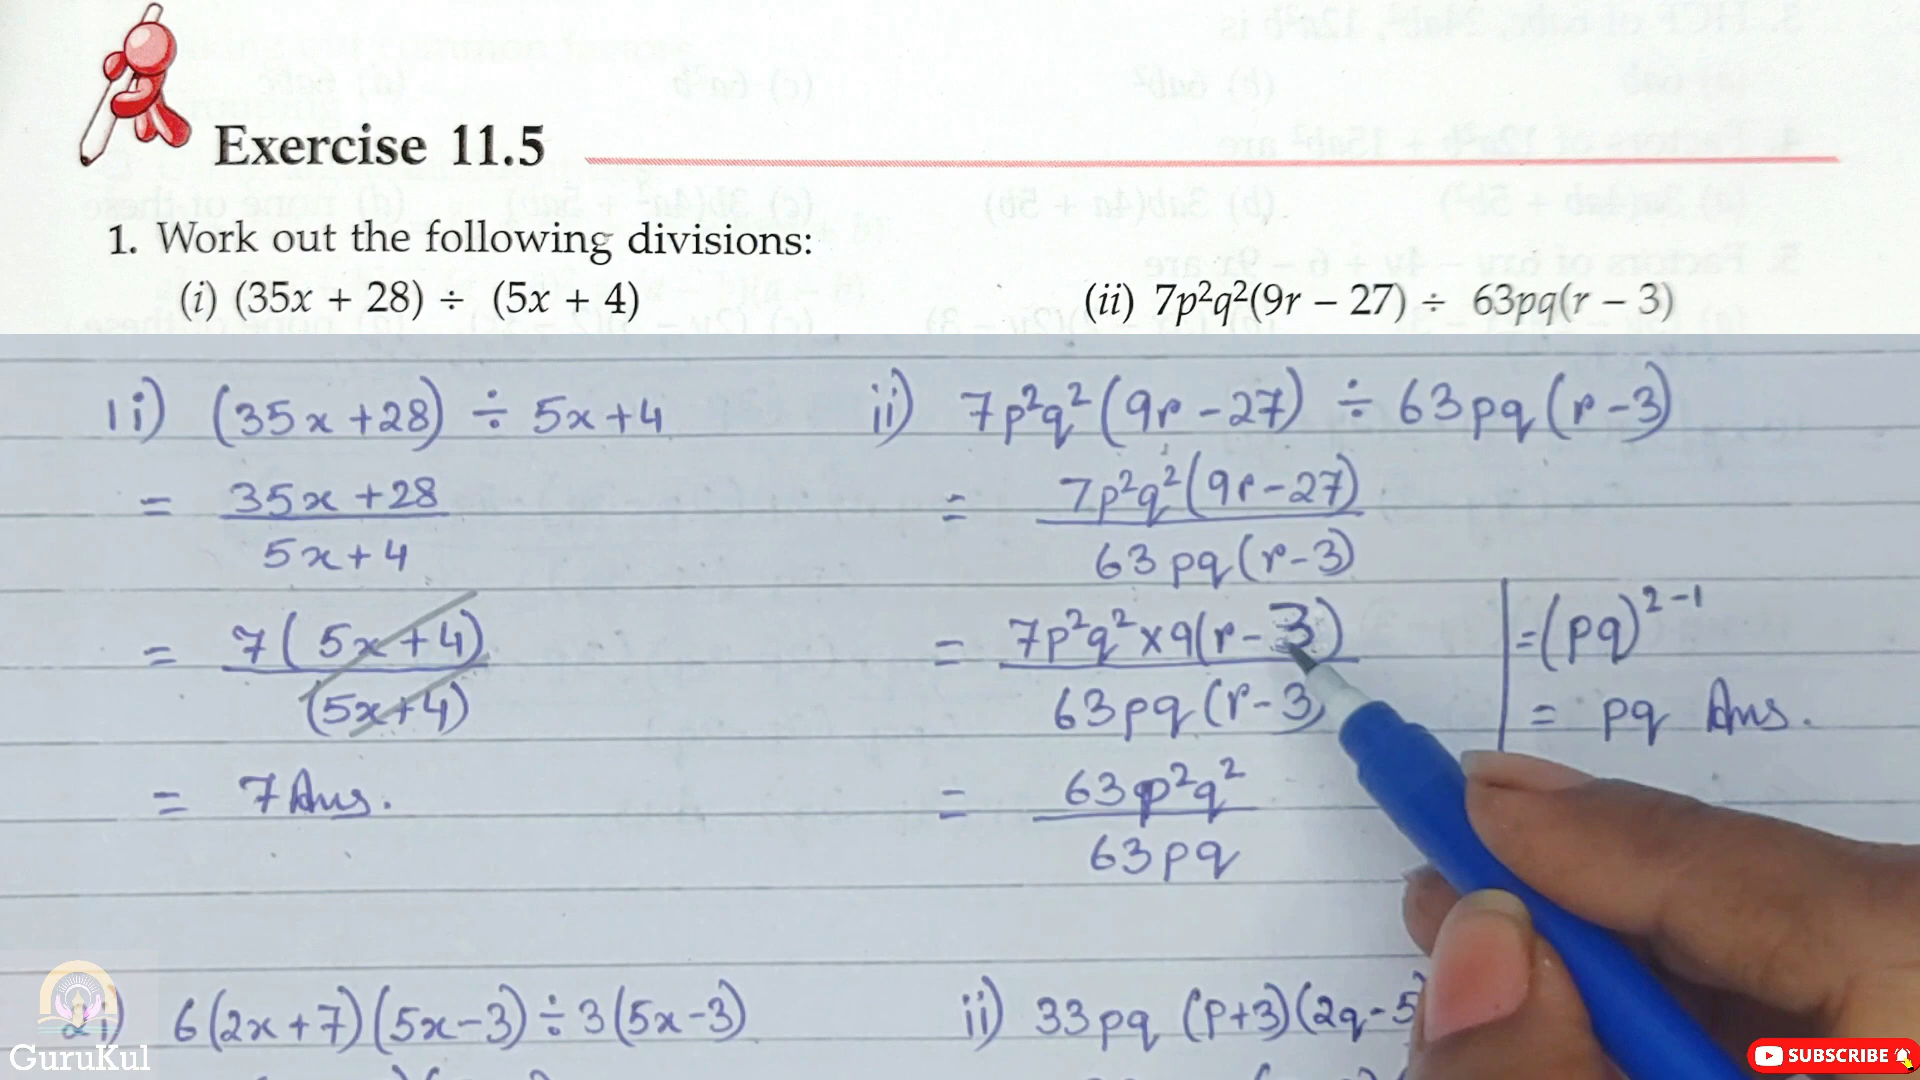 Exercise 11.5
1. Work out the following divisions:
(i) (35x + 28) ÷ (5x + 4)
(ii) 7p²q²(9r – 27) ÷ 63pq(r – 3)
1 i) (35x+28) ÷ 5x+4
= 35x+28
5x+4
= 7(5x+4)
(5x+4)
= 7 Ans.
ii) 7p²q²(9r-27) ÷ 63pq(r-3)
= 7p²q²(9r-27)
63pq(r-3)
= 7p²q²×9(r-3)
63pq(r-3
= 63p²q²
63pq
=(pq)²⁻¹
= pq Ans.
2i) 6(2x+7)(5x-3)÷3(5x-3)
ii) 33pq (p+3)(2q-5)
GuruKul
SUBSCRIBE